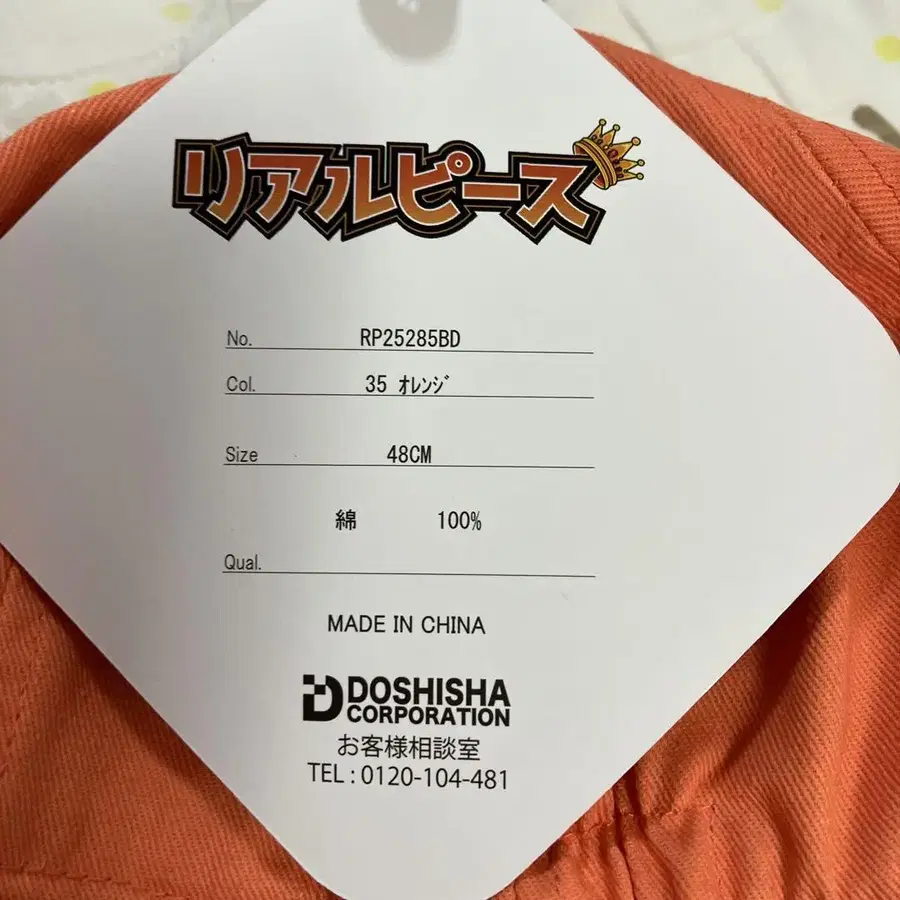 リアルピース
No. RP25285BD
Col. 35 ｵﾚﾝｼﾞ
Size 48CM
綿 100%
Qual.
MADE IN CHINA
DOSHISHA
CORPORATION
お客様相談室
TEL : 0120-104-481